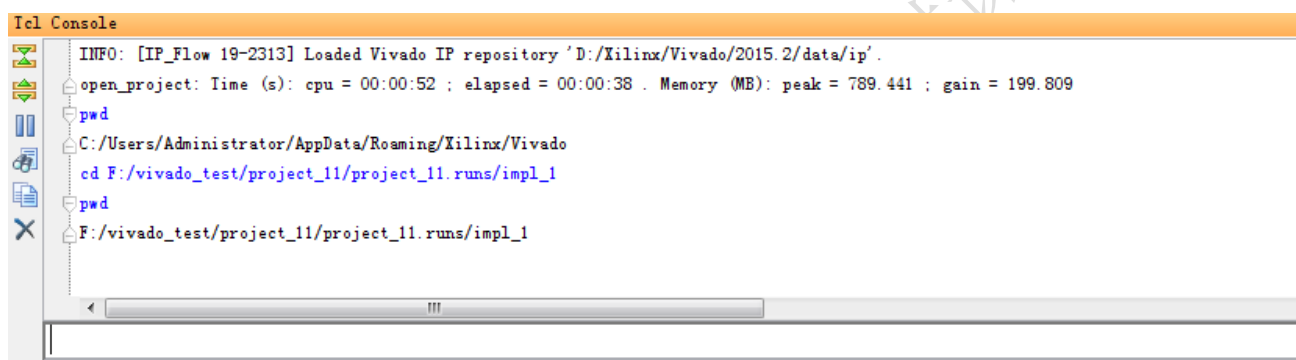 Tcl Console
INFO: [IP_Flow 19-2313] Loaded Vivado IP repository 'D:/Xilinx/Vivado/2015.2/data/ip'.
open_project: Time (s): cpu = 00:00:52 ; elapsed = 00:00:38 . Memory (MB): peak = 789.441 ; gain = 199.809
pwd
C:/Users/Administrator/AppData/Roaming/Xilinx/Vivado
cd F:/vivado_test/project_11/project_11.runs/impl_1
pwd
F:/vivado_test/project_11/project_11.runs/impl_1